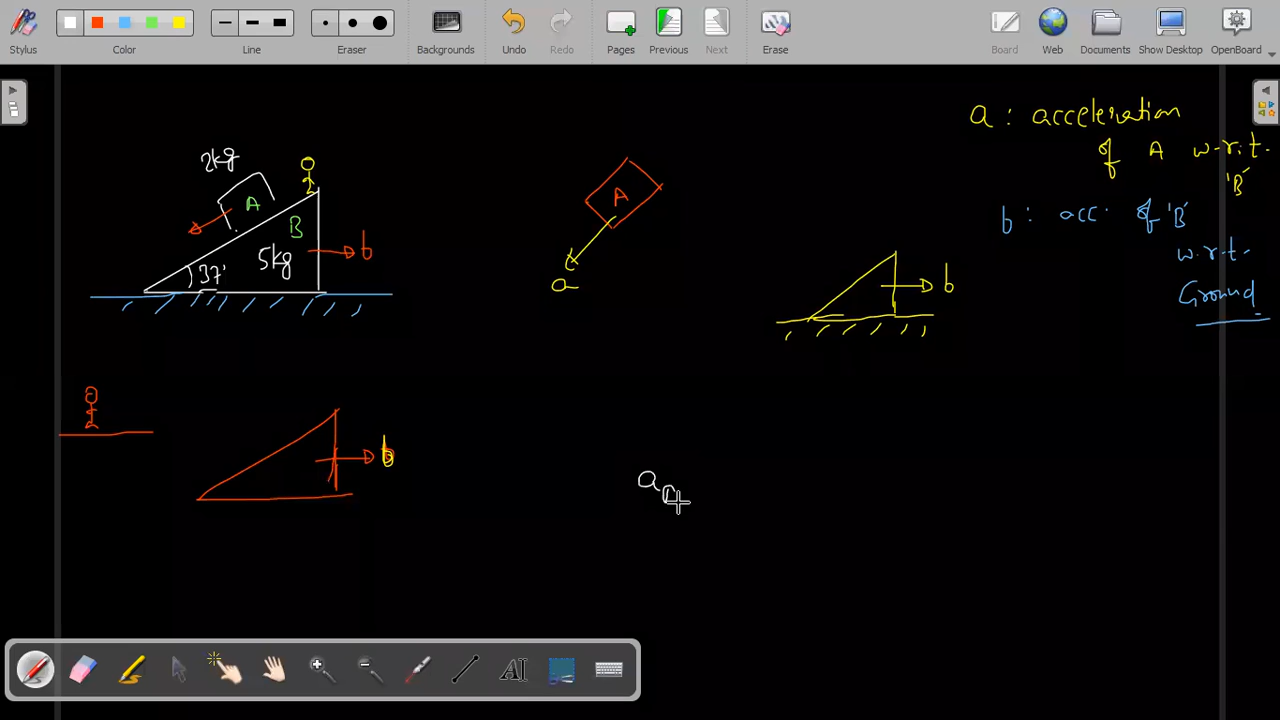 Stylus
Color
Line
Eraser
Backgrounds
Undo
Redo
Pages
Previous
Next
Erase
Board
Web
Documents
Show Desktop
OpenBoard
a : acceleration
of A w.r.t.
'B'
b : acc. of 'B'
w.r.t.
Ground
2kg
A
B
5kg
37°
b
A
a
b
b
a
AI